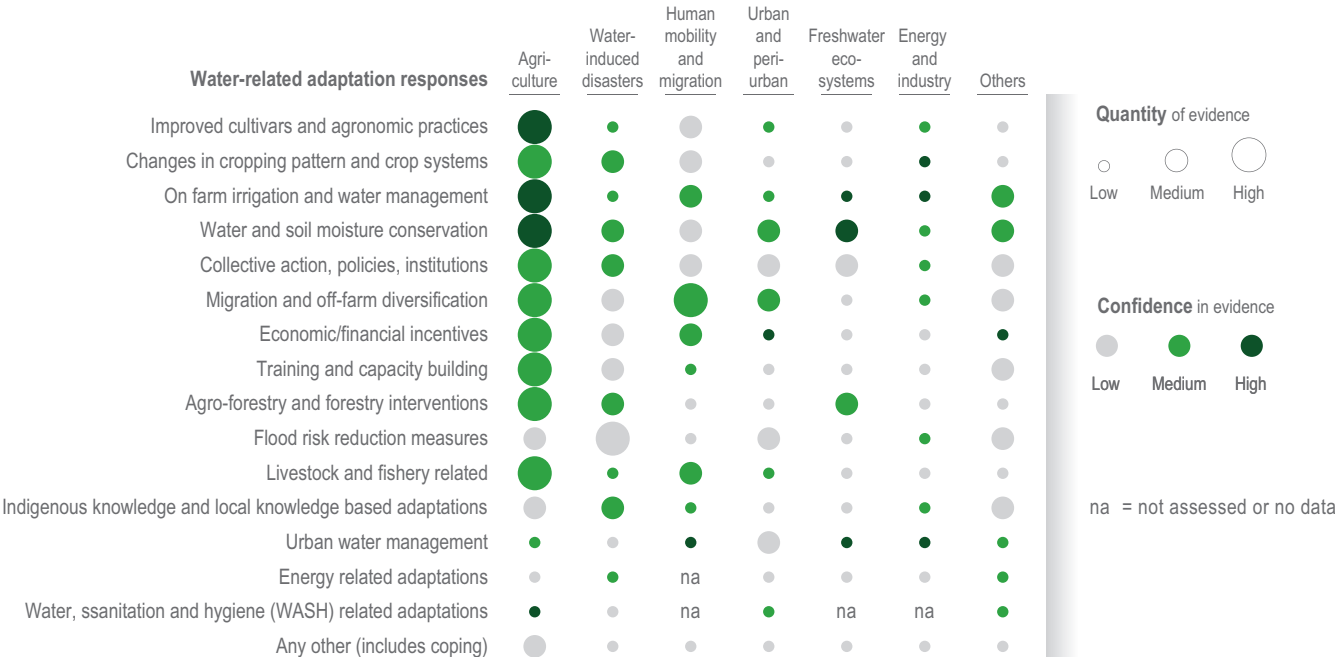 Water-related adaptation responses
Agri-
culture
Water-
induced
disasters
Human
mobility
and
migration
Urban
and
peri-
urban
Freshwater
eco-
systems
Energy
and
industry
Others
Improved cultivars and agronomic practices
Changes in cropping pattern and crop systems
On farm irrigation and water management
Water and soil moisture conservation
Collective action, policies, institutions
Migration and off-farm diversification
Economic/financial incentives
Training and capacity building
Agro-forestry and forestry interventions
Flood risk reduction measures
Livestock and fishery related
Indigenous knowledge and local knowledge based adaptations
Urban water management
Energy related adaptations na
Water, ssanitation and hygiene (WASH) related adaptations na na na
Any other (includes coping)
Quantity of evidence
Low Medium High
Confidence in evidence
Low Medium High
na = not assessed or no data